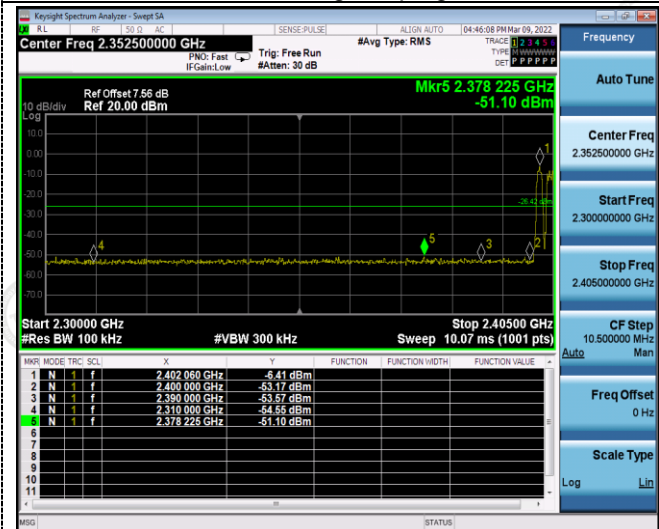 Keysight Spectrum Analyzer - Swept SA
RL RF 50 Ω AC SENSE:PULSE ALIGN AUTO 04:46:08 PM Mar 09, 2022
Center Freq 2.352500000 GHz #Avg Type: RMS TRACE 1 2 3 4 5 6
PNO: Fast Trig: Free Run TYPE M
IFGain:Low #Atten: 30 dB DET P P P P P P
Mkr5 2.378 225 GHz
-51.10 dBm
Ref Offset 7.56 dB
10 dB/div Ref 20.00 dBm
Log
10.0
0.00
-10.0
-20.0
-30.0
-40.0
-50.0
-60.0
-70.0
-26.42 dBm
1
2
3
4
5
Start 2.30000 GHz Stop 2.40500 GHz
#Res BW 100 kHz #VBW 300 kHz Sweep 10.07 ms (1001 pts)
MKR MODE TRC SCL X Y FUNCTION FUNCTION WIDTH FUNCTION VALUE
1 N 1 f 2.402 060 GHz -6.41 dBm
2 N 1 f 2.400 000 GHz -53.17 dBm
3 N 1 f 2.390 000 GHz -53.57 dBm
4 N 1 f 2.310 000 GHz -54.55 dBm
5 N 1 f 2.378 225 GHz -51.10 dBm
6
7
8
9
10
11
MSG STATUS
Frequency
Auto Tune
Center Freq
2.352500000 GHz
Start Freq
2.300000000 GHz
Stop Freq
2.405000000 GHz
CF Step
10.500000 MHz
Auto Man
Freq Offset
0 Hz
Scale Type
Log Lin